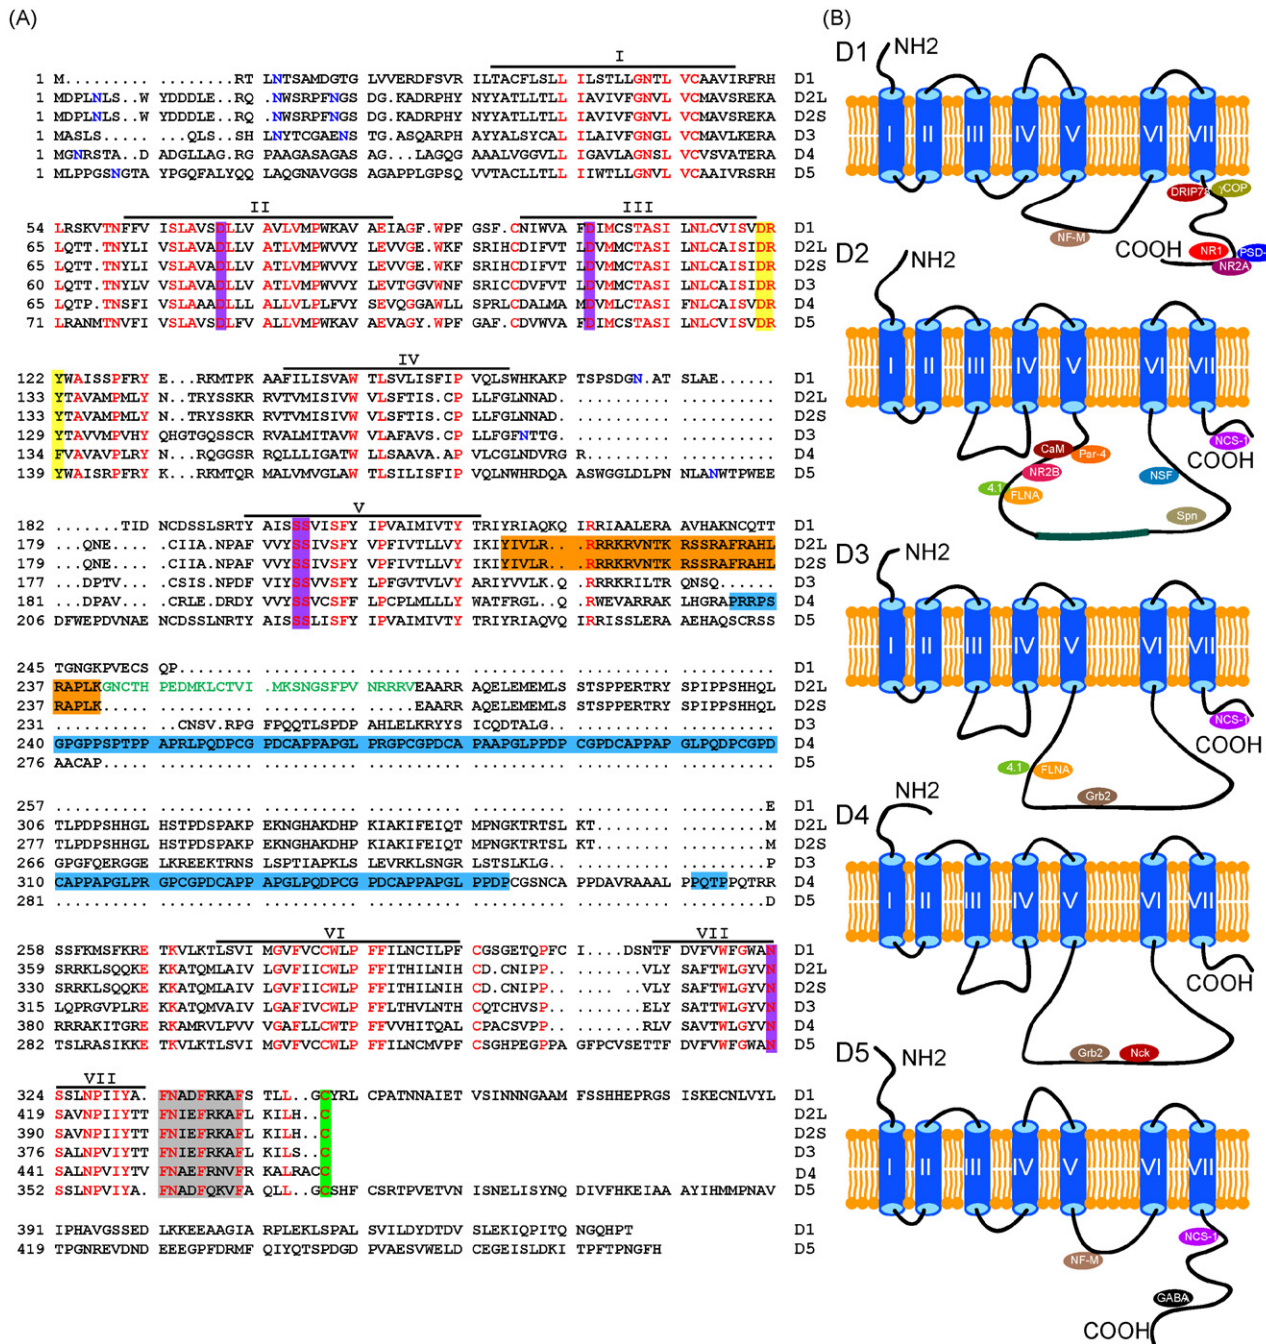 (A)
I
1 M......... .......RT LNTSAMDGTG LVVERDFSVR ILTACFLSLL ILSTLLGNTL VCAAVIRFRH D1
1 MDPLNLS..W YDDDLE..RQ .NWSRPFNGS DG.KADRPHY NYYATLLTLL IAVIVFGNVL VCMAVSREKA D2L
1 MDPLNLS..W YDDDLE..RQ .NWSRPFNGS DG.KADRPHY NYYATLLTLL IAVIVFGNVL VCMAVSREKA D2S
1 MASLS..... ...QLS..SH LNYTCGAENS TG.ASQARPH AYYALSYCAL ILAIVFGNGL VCMAVLKERA D3
1 MGNRSTA..D ADGLLAG.RG PAAGASAGAS AG...LAGQG AAALVGGVLL IGAVLAGNSL VCVSVATERA D4
1 MLPPGSNGTA YPGQFALYQQ LAQGNAVGGS AGAPPLGPSQ VVTACLLTLL IIWTLLGNVL VCAAIVRSRH D5
II III
54 LRSKVTNFFV ISLAVSDLLV AVLVMPWKAV AEIAGF.WPF GSF.CNIWVA FDIMCSTASI LNLCVISVDR D1
65 LQTT.TNYLI VSLAVADLLV ATLVMPWVVY LEVVGE.WKF SRIHCDIFVT LDVMMCTASI LNLCAISIDR D2L
65 LQTT.TNYLI VSLAVADLLV ATLVMPWVVY LEVVGE.WKF SRIHCDIFVT LDVMMCTASI LNLCAISIDR D2S
60 LQTT.TNYLV VSLAVADLLV ATLVMPWVVY LEVTGGVWNF SRICCDVFVT LDVMMCTASI LNLCAISIDR D3
65 LQTP.TNSFI VSLAAADLLL ALLVLPLFVY SEVQGGAWLL SPRLCDALMA MDVMLCTASI FNLCAISVDR D4
71 LRANMTNVFI VSLAVSDLFV ALLVMPWKAV AEVAGY.WPF GAF.CDVWVA FDIMCSTASI LNLCVISVDR D5
IV
122 YWAISSPFRY E...RKMTPK AAFILISVAW TLSVLISFIP VQLSWHKAKP TSPSDGN.AT SLAE...... D1
133 YTAVAMPMLY N..TRYSSKR RVTVMISIVW VLSFTIS.CP LLFGLNNAD. .......... .......... D2L
133 YTAVAMPMLY N..TRYSSKR RVTVMISIVW VLSFTIS.CP LLFGLNNAD. .......... .......... D2S
129 YTAVVMPVHY QHGTGQSSCR RVALMITAVW VLAFAVS.CP LLFGFNTTG. .......... .......... D3
134 FVAVAVPLRY N..RQGGSRR QLLLIGATWL LSAAVA.AP VLCGLNDVRG R......... .......... D4
139 YWAISRPFRY K...RKMTQR MALVMVGLAW TLSILISFIP VQLNWHRDQA ASWGGLDLPN NLANWTPWEE D5
V
182 .......TID NCDSSLSRTY AISSSVISFY IPVAIMIVTY TRIYRIAQKQ IRRIAALERA AVHAKNCQTT D1
179 ....QNE... CIIA.NPAFV VYSSIVSFY VPFIVTLLVY IKIYIVLR.. RRRKRVNTKR SSRAFRAHL D2L
179 ....QNE... CIIA.NPAFV VYSSIVSFY VPFIVTLLVY IKIYIVLR.. RRRKRVNTKR SSRAFRAHL D2S
177 ....DPTV.. CSIS.NPDFV IYSSVVSFY LPFGVTVLVY ARIYVVLK.Q .RRRKRILTR QNSQ..... D3
181 ....DPAV.. CRLE.DRDYV VYSSVCSFF LPCPLMLLLY WATFRGL..Q RWEVARRAKL HGRAPRRPS D4
206 DFWEPDVNAE NCDSSLNRTY AISSSLISFY IPVAIMIVTY TRIYRIAQVQ IRRISSLERA AEHAQSCRSS D5
245 TGNGKPVECS QP........ .......... .......... .......... .......... .......... D1
237 RAPLKGNCTH PEDMKLCTVI .MKSNGSFPV NRRRVEAARR AQELEMEMLS STSPPERTRY SPIPPSHHQL D2L
237 RAPLK..... .......... .......... .....EAARR AQELEMEMLS STSPPERTRY SPIPPSHHQL D2S
231 .......... ...CNSV.RPG FPQQTLSPDP AHLELKRYYS ICQDTALG.. .......... .......... D3
240 GPGPPSPTPP APRLPQDPCG PDCAPPAPGL PRGPCGPDCA PAAPGLPPDP CGPDCAPPAP GLPQDPCGPD D4
276 AACAP..... .......... .......... .......... .......... .......... .......... D5
257 .......... .......... .......... .......... .......... .......... .........E D1
306 TLPDPSHHGL HSTPDSPAKP EKNGHAKDHP KIAKIFEIQT MPNGKTRTSL KT........ .........M D2L
277 TLPDPSHHGL HSTPDSPAKP EKNGHAKDHP KIAKIFEIQT MPNGKTRTSL KT........ .........M D2S
266 GPGFQERGGE LKREEKTRNS LSPTIAPKLS LEVRKLSNGR LSTSLKLG.. .......... .........P D3
310 CAPPAPGLPR GPCGPDCAPP APGLPQDPCG PDCAPPAPGL PPDPCGSNCA PPDAVRAAAL PPQTPPQTRR D4
281 .......... .......... .......... .......... .......... .......... .........D D5
VI VII
258 SSFKMSFKRE TKVLKTLSVI MGVFVCCWLP FFILNCILPF CGSGETQPFC I.....DSNTF DVFVWFGWAN D1
359 SRRKLSQQKE KKATQMLAIV LGVFIICWLP FFITHILNIH CD.CNIPP.. ......VLY SAFTWLGYVN D2L
330 SRRKLSQQKE KKATQMLAIV LGVFIICWLP FFITHILNIH CD.CNIPP.. ......VLY SAFTWLGYVN D2S
315 LQPRGVPLRE KKATQMVAIV LGAFIVCWLP FFLTHVLNTH CQTCHVSP.. ......ELY SATTWLGYVN D3
380 RRRAKITGRE RKAMRVLPVV VGAFLLCWTP FFVVHITQAL CPACSVPP.. ......RLV SAVTWLGYVN D4
282 TSLRASIKKE TKVLKTLSVI MGVFVCCWLP FFILNCMVPF CSGHPEGPPA GFPCVSETTF DVFVWFGWAN D5
VII
324 SSLNPIIYA. FNADFRKAFS TLL..GCYRLC PATNNAIET VSINNNGAAM FSSHHEPRGS ISKECNLVYL D1
419 SAVNPIIYTT FNIEFRKAFL KILH..C D2L
390 SAVNPIIYTT FNIEFRKAFL KILH..C D2S
376 SALNPVIYTT FNIEFRKAFL KILS..C D3
441 SALNPVIYTV FNAEFRNVFR KALRACC D4
352 SSLNPVIYA. FNADFQKVFA QLL..GCSHF CSRTPVETVN ISNELISYNQ DIVFHKEIAA AYIHMMPNAV D5
391 IPHAVGSSED LKKEEAAGIA RPLEKLSPAL SVILDYDTDV SLEKIQPITQ NGQHPT D1
419 TPGNREVDND EEEGPFDRMF QIYQTSPDGD PVAESVWELD CEGEISLDKI TPFTPNGFH D5
(B)
D1 NH2
I II III IV V VI VII
DRIP78 γCOP
NF-M
COOH NR1 PSD-
NR2A
D2 NH2
I II III IV V VI VII
NCS-1
CaM Par-4 COOH
NR2B NSF
4.1 FLNA
Spn
D3 NH2
I II III IV V VI VII
NCS-1
COOH
4.1 FLNA
Grb2
D4 NH2
I II III IV V VI VII
COOH
Grb2 Nck
D5 NH2
I II III IV V VI VII
NCS-1
NF-M
GABA
COOH